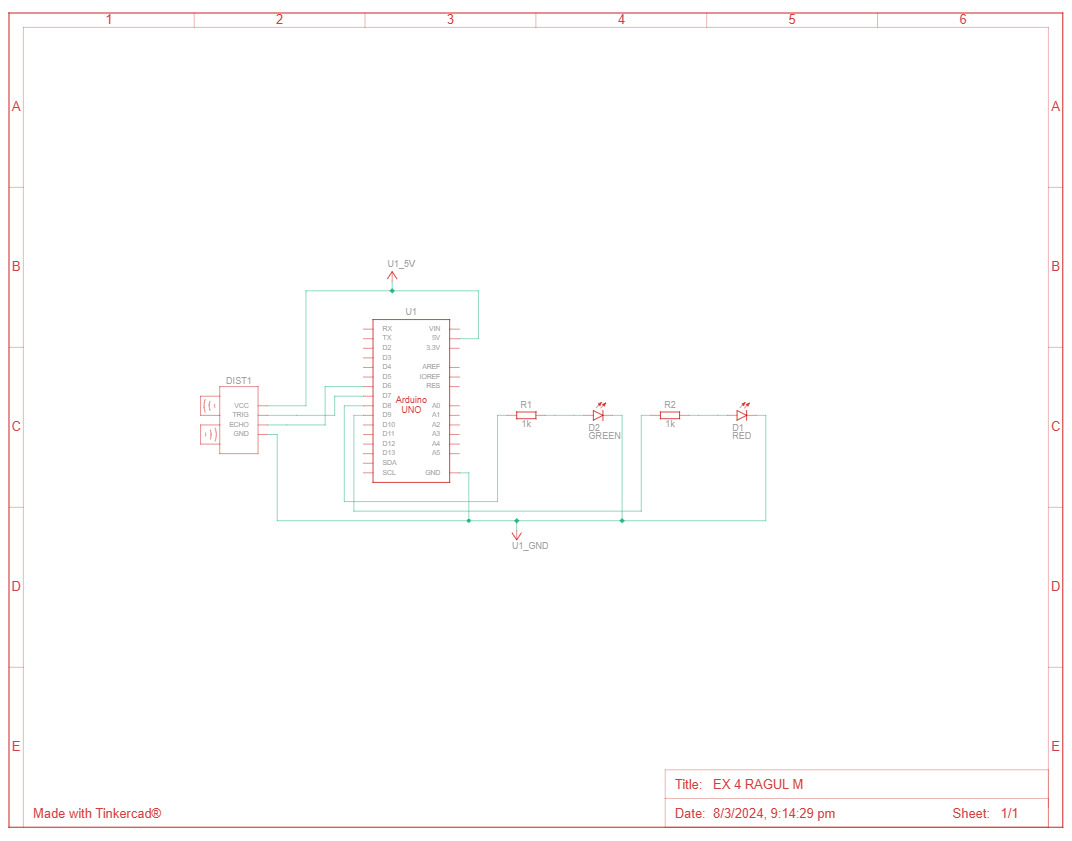 1 2 3 4 5 6
A A
B B
U1_5V
U1
RX VIN
TX 5V
D2 3.3V
D3
D4 AREF
D5 IOREF
D6 RES
D7
D8 A0
D9 A1
D10 A2
D11 A3
D12 A4
D13 A5
SDA
SCL GND
Arduino
UNO
DIST1
VCC
TRIG
ECHO
GND
R1
1k
D2
GREEN
R2
1k
D1
RED
C C
U1_GND
D D
E E
Title: EX 4 RAGUL M
Made with Tinkercad®
Date: 8/3/2024, 9:14:29 pm Sheet: 1/1